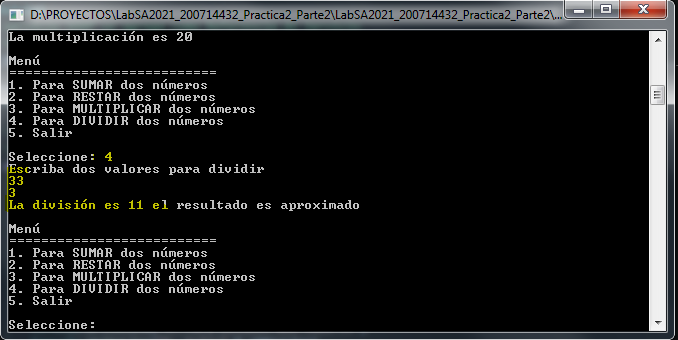 D:\PROYECTOS\LabSA2021_200714432_Practica2_Parte2\LabSA2021_200714432_Practica2_Parte2\...
La multiplicación es 20
Menú
==========================
1. Para SUMAR dos números
2. Para RESTAR dos números
3. Para MULTIPLICAR dos números
4. Para DIVIDIR dos números
5. Salir
Seleccione: 4
Escriba dos valores para dividir
33
3
La división es 11 el resultado es aproximado
Menú
==========================
1. Para SUMAR dos números
2. Para RESTAR dos números
3. Para MULTIPLICAR dos números
4. Para DIVIDIR dos números
5. Salir
Seleccione: